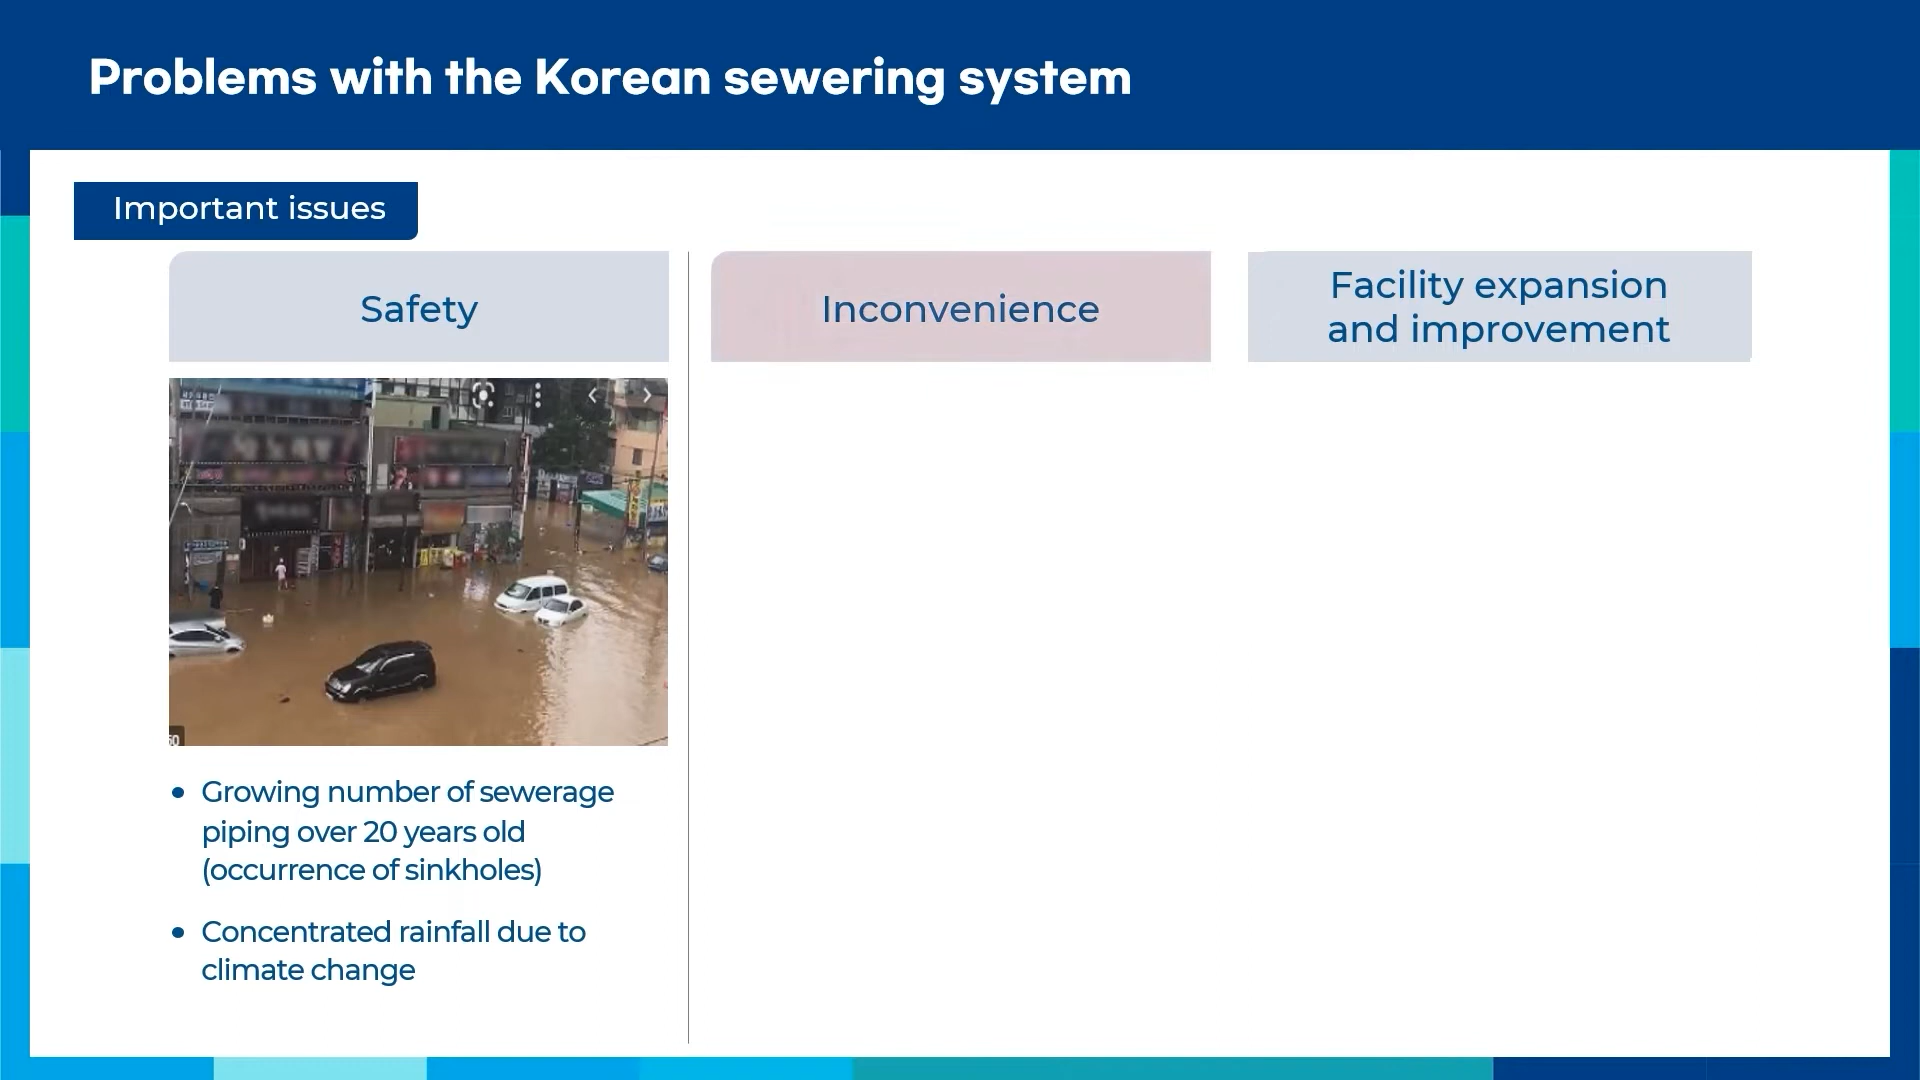 Problems with the Korean sewering system
Important issues
Safety
Inconvenience
Facility expansion
and improvement
• Growing number of sewerage
piping over 20 years old
(occurrence of sinkholes)
• Concentrated rainfall due to
climate change